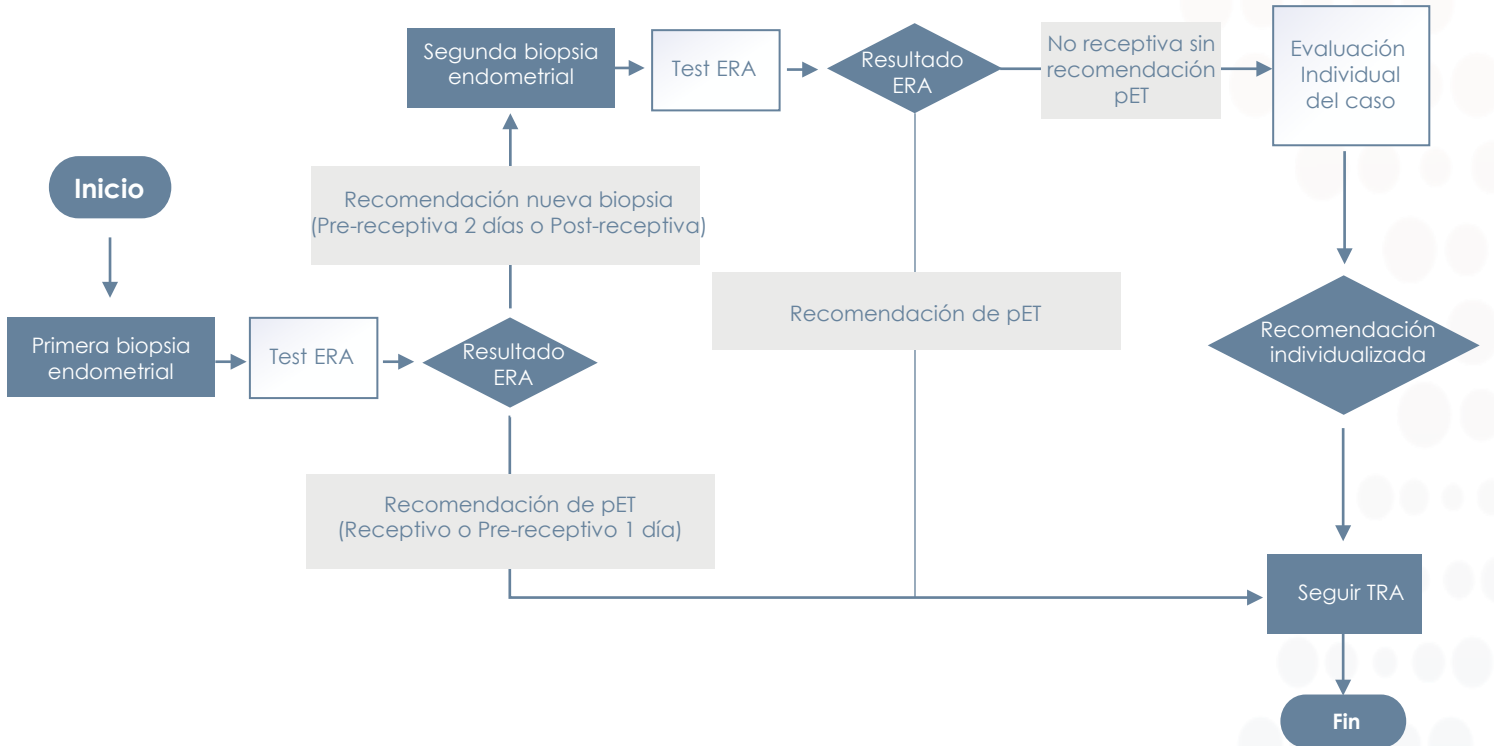 Inicio
Primera biopsia
endometrial
Test ERA
Resultado
ERA
Recomendación nueva biopsia
(Pre-receptiva 2 días o Post-receptiva)
Segunda biopsia
endometrial
Test ERA
Resultado
ERA
No receptiva sin
recomendación
pET
Evaluación
Individual
del caso
Recomendación de pET
Recomendación
individualizada
Recomendación de pET
(Receptivo o Pre-receptivo 1 día)
Seguir TRA
Fin